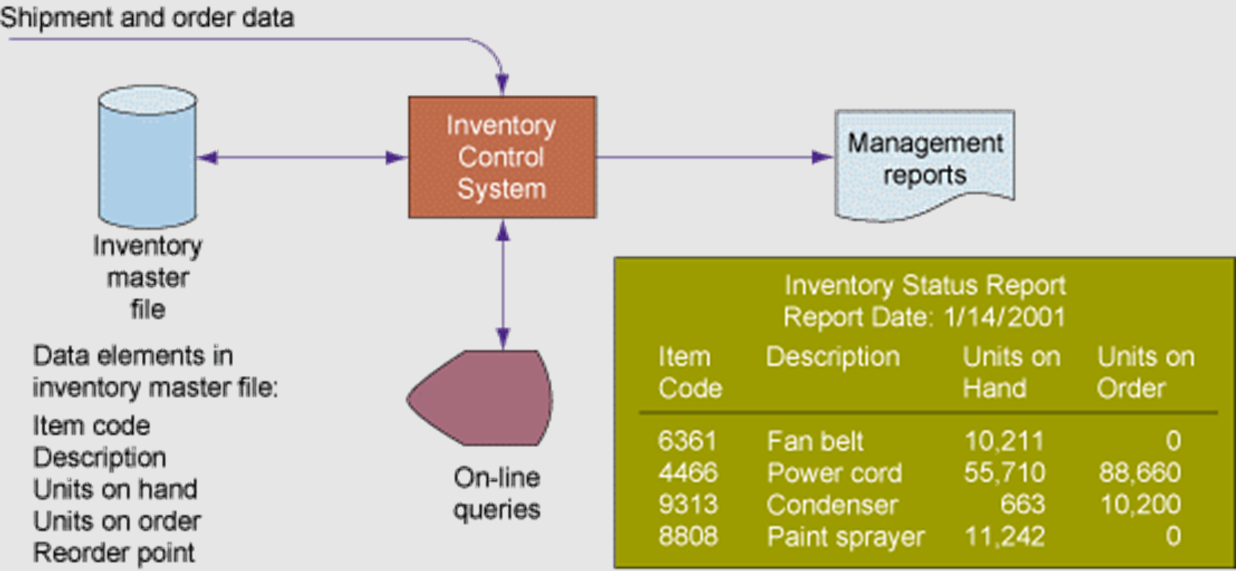 Shipment and order data
Inventory
Control
System
Management
reports
Inventory
master
file
Data elements in
inventory master file:
Item code
Description
Units on hand
Units on order
Reorder point
On-line
queries
Inventory Status Report
Report Date: 1/14/2001
Item Description Units on Units on
Code Hand Order
6361 Fan belt 10,211 0
4466 Power cord 55,710 88,660
9313 Condenser 663 10,200
8808 Paint sprayer 11,242 0